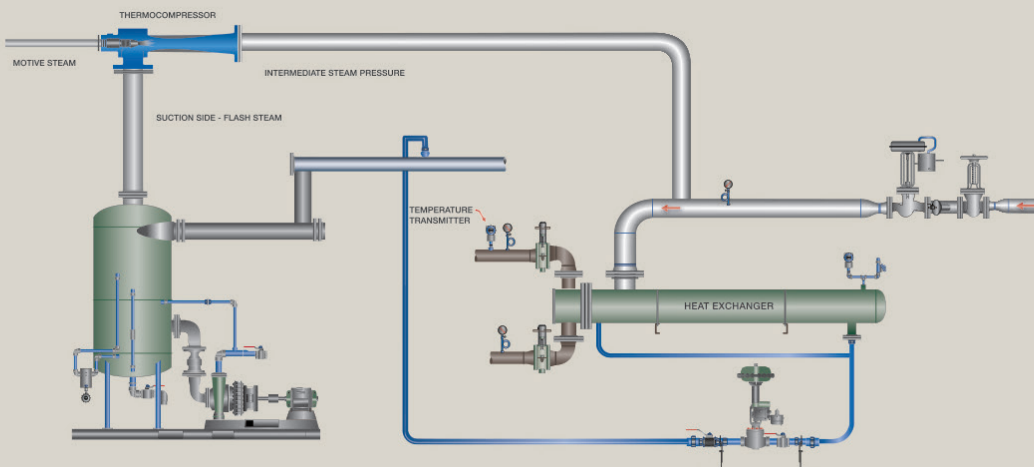 THERMOCOMPRESSOR
MOTIVE STEAM
INTERMEDIATE STEAM PRESSURE
SUCTION SIDE - FLASH STEAM
TEMPERATURE
TRANSMITTER
HEAT EXCHANGER